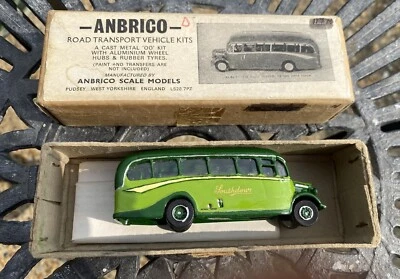 ANBRICO
ROAD TRANSPORT VEHICLE KITS
A CAST METAL 'OO' KIT
WITH ALUMINIUM WHEEL
HUBS & RUBBER TYRES.
(PAINT AND TRANSFERS ARE
NOT INCLUDED)
MANUFACTURED BY
ANBRICO SCALE MODELS
PUDSEY WEST YORKSHIRE ENGLAND LS28 7PZ
Southdown